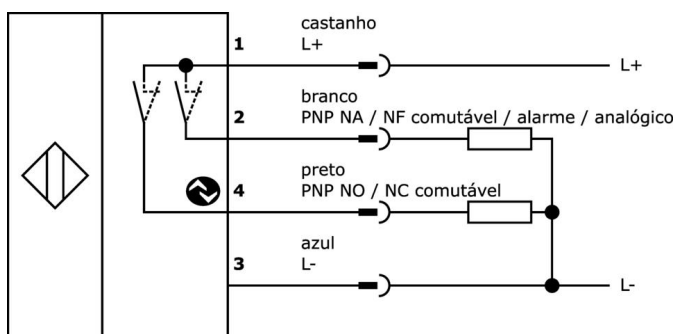 castanho
1 L+
L+
branco
2 PNP NA / NF comutável / alarme / analógico
preto
4 PNP NO / NC comutável
azul
3 L-
L-